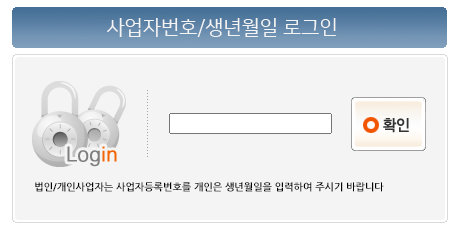 사업자번호/생년월일 로그인
확인
Login
법인/개인사업자는 사업자등록번호를 개인은 생년월일을 입력하여 주시기 바랍니다